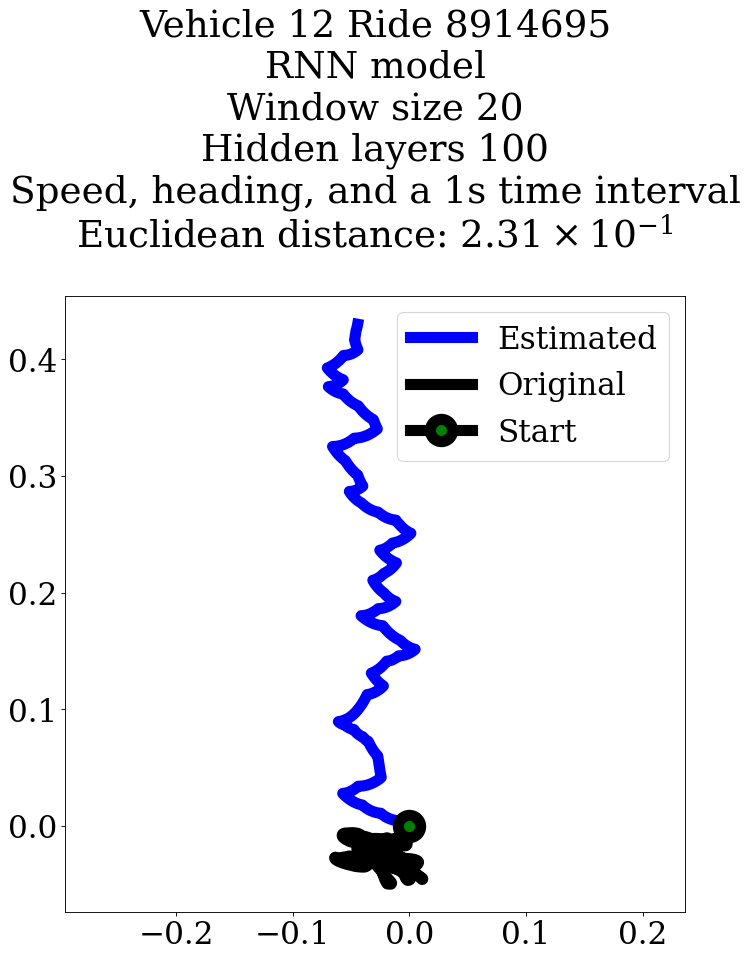 Vehicle 12 Ride 8914695
RNN model
Window size 20
Hidden layers 100
Speed, heading, and a 1s time interval
Euclidean distance: 2.31 × 10⁻¹
Estimated
Original
Start
0.4
0.3
0.2
0.1
0.0
−0.2 −0.1 0.0 0.1 0.2